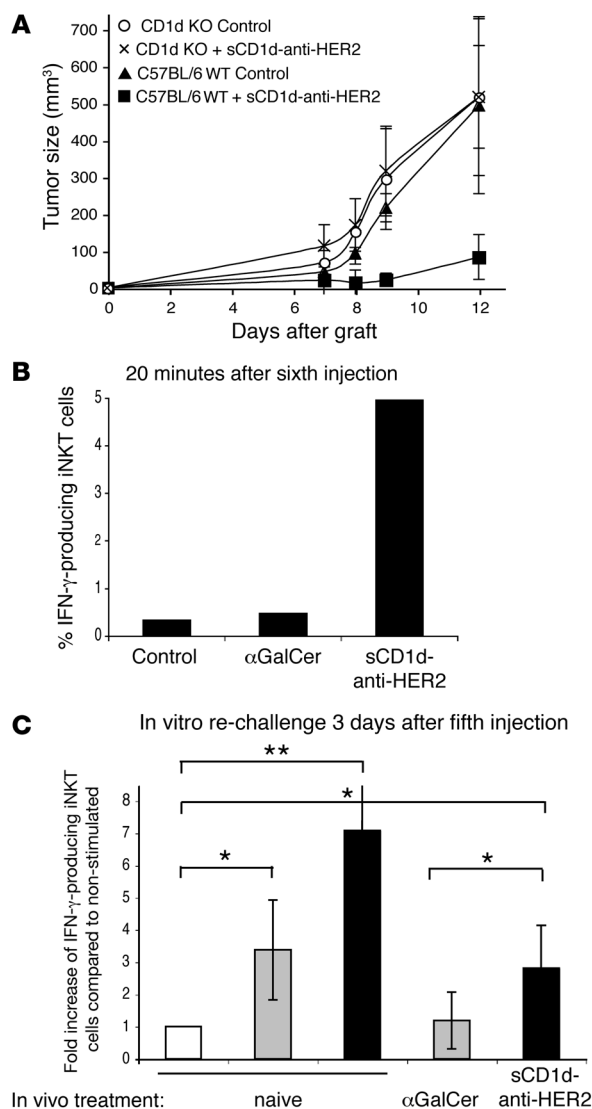 A
CD1d KO Control
CD1d KO + sCD1d-anti-HER2
C57BL/6 WT Control
C57BL/6 WT + sCD1d-anti-HER2
Tumor size (mm³)
700
600
500
400
300
200
100
0
0 2 4 6 8 10 12
Days after graft
B
20 minutes after sixth injection
% IFN-γ-producing iNKT cells
5
4
3
2
1
0
Control αGalCer sCD1d-
anti-HER2
C
In vitro re-challenge 3 days after fifth injection
Fold increase of IFN-γ-producing iNKT
cells compared to non-stimulated
**
*
*
*
8
7
6
5
4
3
2
1
0
In vivo treatment: naive αGalCer sCD1d-
anti-HER2